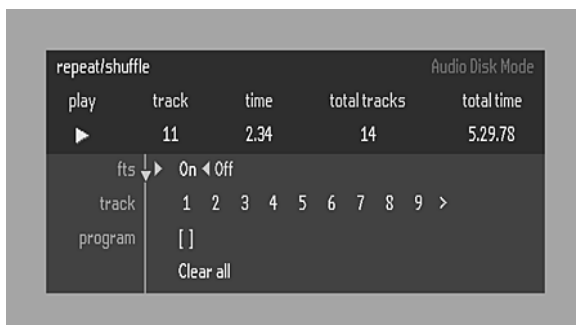 repeat/shuffle Audio Disk Mode
play track time total tracks total time
11 2.34 14 5.29.78
fts On Off
track 1 2 3 4 5 6 7 8 9 >
program [ ]
Clear all